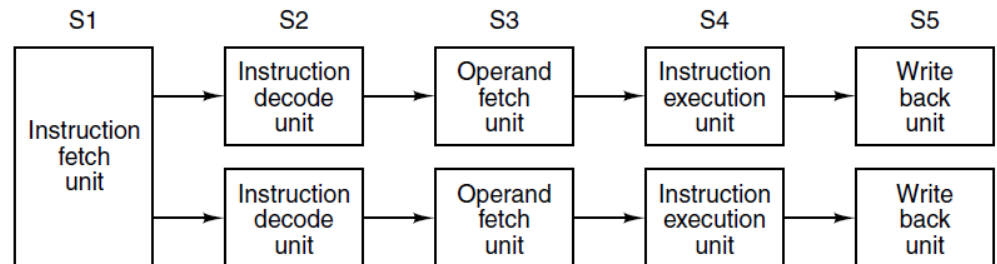 S1
S2
S3
S4
S5
Instruction
fetch
unit
Instruction
decode
unit
Operand
fetch
unit
Instruction
execution
unit
Write
back
unit
Instruction
decode
unit
Operand
fetch
unit
Instruction
execution
unit
Write
back
unit